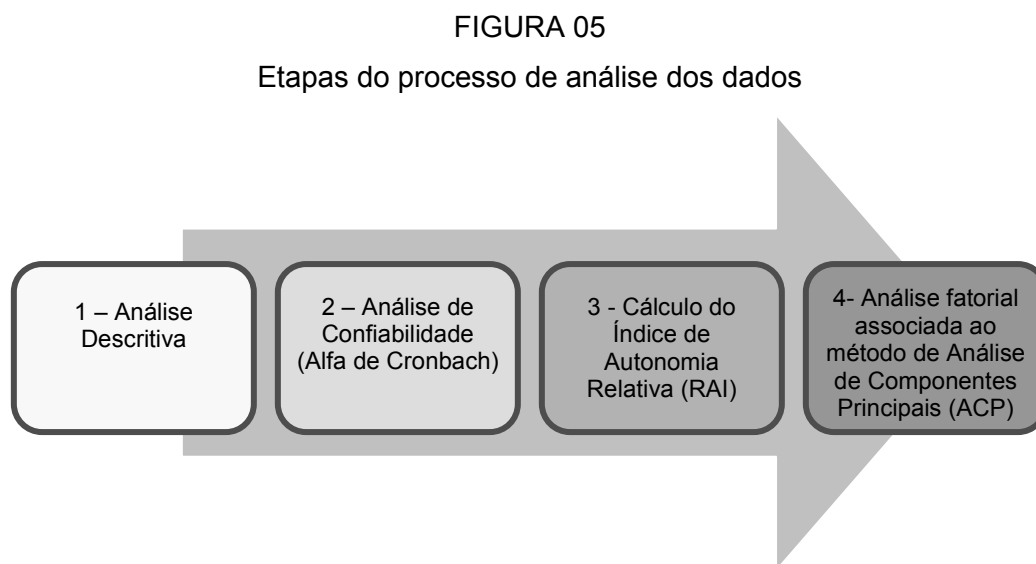 FIGURA 05
Etapas do processo de análise dos dados
1 – Análise
Descritiva
2 – Análise de
Confiabilidade
(Alfa de Cronbach)
3 - Cálculo do
Índice de
Autonomia
Relativa (RAI)
4- Análise fatorial
associada ao
método de Análise
de Componentes
Principais (ACP)